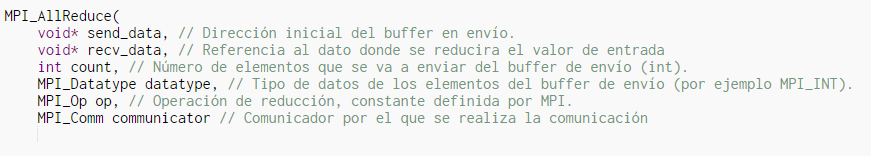 MPI_AllReduce(
void* send_data, // Dirección inicial del buffer en envío.
void* recv_data, // Referencia al dato donde se reducira el valor de entrada
int count, // Número de elementos que se va a enviar del buffer de envío (int).
MPI_Datatype datatype, // Tipo de datos de los elementos del buffer de envío (por ejemplo MPI_INT).
MPI_Op op, // Operación de reducción, constante definida por MPI.
MPI_Comm communicator // Comunicador por el que se realiza la comunicación